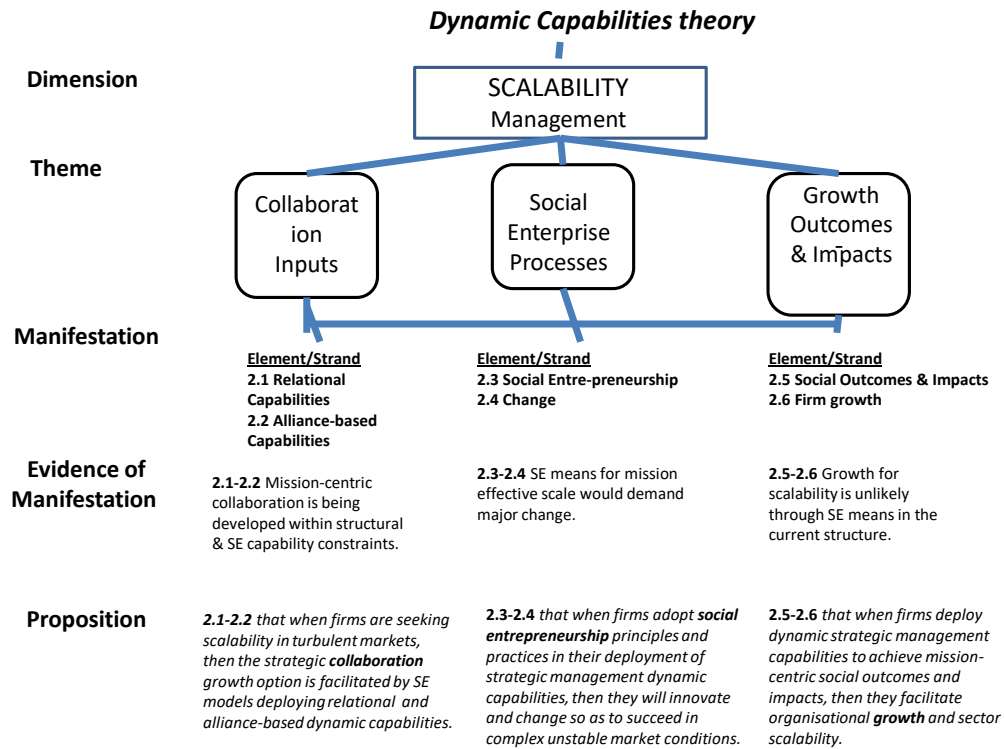 Dynamic Capabilities theory
Dimension
SCALABILITY
Management
Theme
Collaborat
ion
Inputs
Social
Enterprise
Processes
Growth
Outcomes
& Impacts
Manifestation
Element/Strand
2.1 Relational
Capabilities
2.2 Alliance-based
Capabilities
Element/Strand
2.3 Social Entre-preneurship
2.4 Change
Element/Strand
2.5 Social Outcomes & Impacts
2.6 Firm growth
Evidence of
Manifestation
2.1-2.2 Mission-centric
collaboration is being
developed within structural
& SE capability constraints.
2.3-2.4 SE means for mission
effective scale would demand
major change.
2.5-2.6 Growth for
scalability is unlikely
through SE means in the
current structure.
Proposition
2.1-2.2 that when firms are seeking
scalability in turbulent markets,
then the strategic collaboration
growth option is facilitated by SE
models deploying relational and
alliance-based dynamic capabilities.
2.3-2.4 that when firms adopt social
entrepreneurship principles and
practices in their deployment of
strategic management dynamic
capabilities, then they will innovate
and change so as to succeed in
complex unstable market conditions.
2.5-2.6 that when firms deploy
dynamic strategic management
capabilities to achieve mission-
centric social outcomes and
impacts, then they facilitate
organisational growth and sector
scalability.